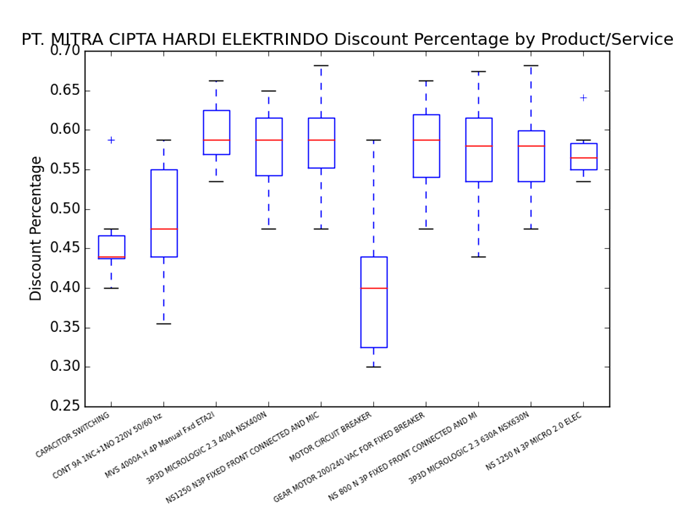 PT. MITRA CIPTA HARDI ELEKTRINDO Discount Percentage by Product/Service
Discount Percentage
0.70
0.65
0.60
0.55
0.50
0.45
0.40
0.35
0.30
0.25
CAPACITOR SWITCHING
CONT 9A 1NC+1NO 220V 50/60 hz
MVS 4000A H 4P Manual Fxd ETA2I
3P3D MICROLOGIC 2 3 400A NSX400N
NS1250 N3P FIXED FRONT CONNECTED AND MIC
MOTOR CIRCUIT BREAKER
GEAR MOTOR 200/240 VAC FOR FIXED BREAKER
NS 800 N 3P FIXED FRONT CONNECTED AND MI
3P3D MICROLOGIC 2.3 630A NSX630N
NS 1250 N 3P MICRO 2.0 ELEC